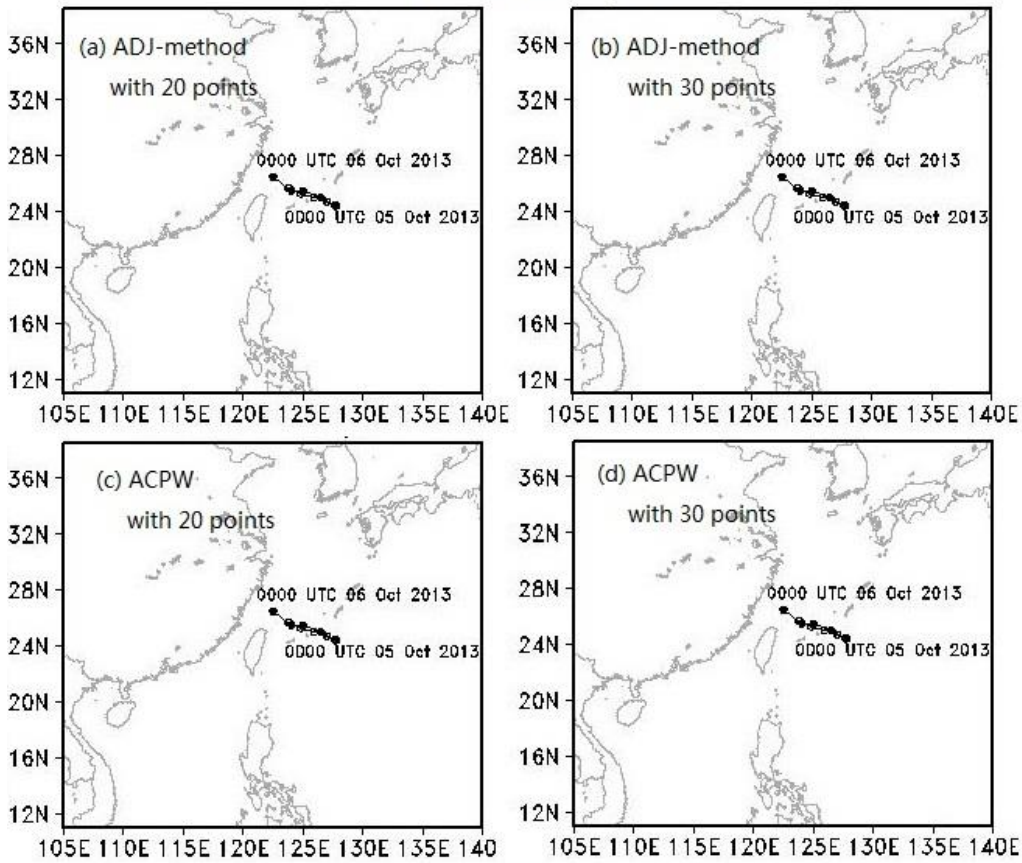 36N
32N
28N
24N
20N
16N
12N
(a) ADJ-method
with 20 points
0000 UTC 06 Oct 2013
0D00 UTC 05 Oct 2013
105E 110E 115E 120E 125E 130E 135E 140E
36N
32N
28N
24N
20N
16N
12N
(b) ADJ-method
with 30 points
0000 UTC 06 Oct 2013
0D00 UTC 05 Oct 2013
105E 110E 115E 120E 125E 130E 135E 140E
36N
32N
28N
24N
20N
16N
12N
(c) ACPW
with 20 points
0000 UTC 06 Oct 2013
0D00 UTC 05 Oct 2013
105E 110E 115E 120E 125E 130E 135E 140
36N
32N
28N
24N
20N
16N
12N
(d) ACPW
with 30 points
0000 UTC 06 Oct 2013
0D00 UTC 05 Oct 2013
105E 110E 115E 120E 125E 130E 135E 140E